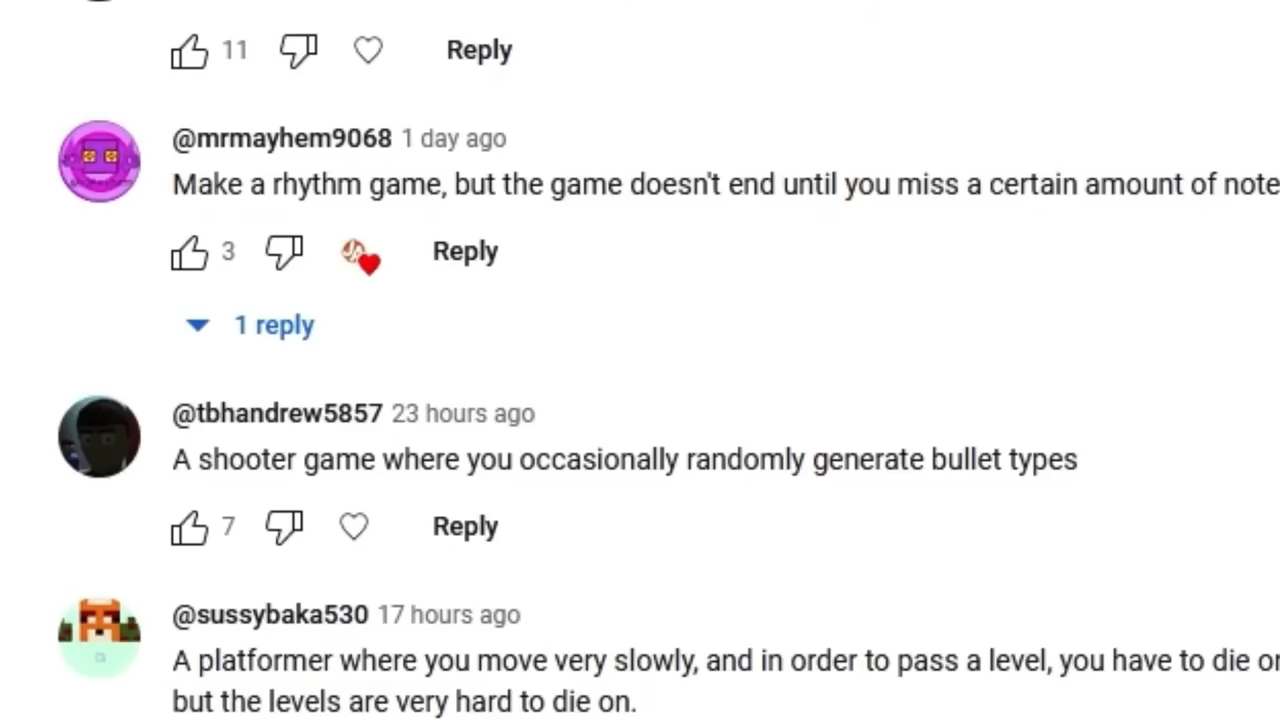 11 Reply
@mrmayhem9068 1 day ago
Make a rhythm game, but the game doesn't end until you miss a certain amount of note
3 Reply
1 reply
@tbhandrew5857 23 hours ago
A shooter game where you occasionally randomly generate bullet types
7 Reply
@sussybaka530 17 hours ago
A platformer where you move very slowly, and in order to pass a level, you have to die
but the levels are very hard to die on.